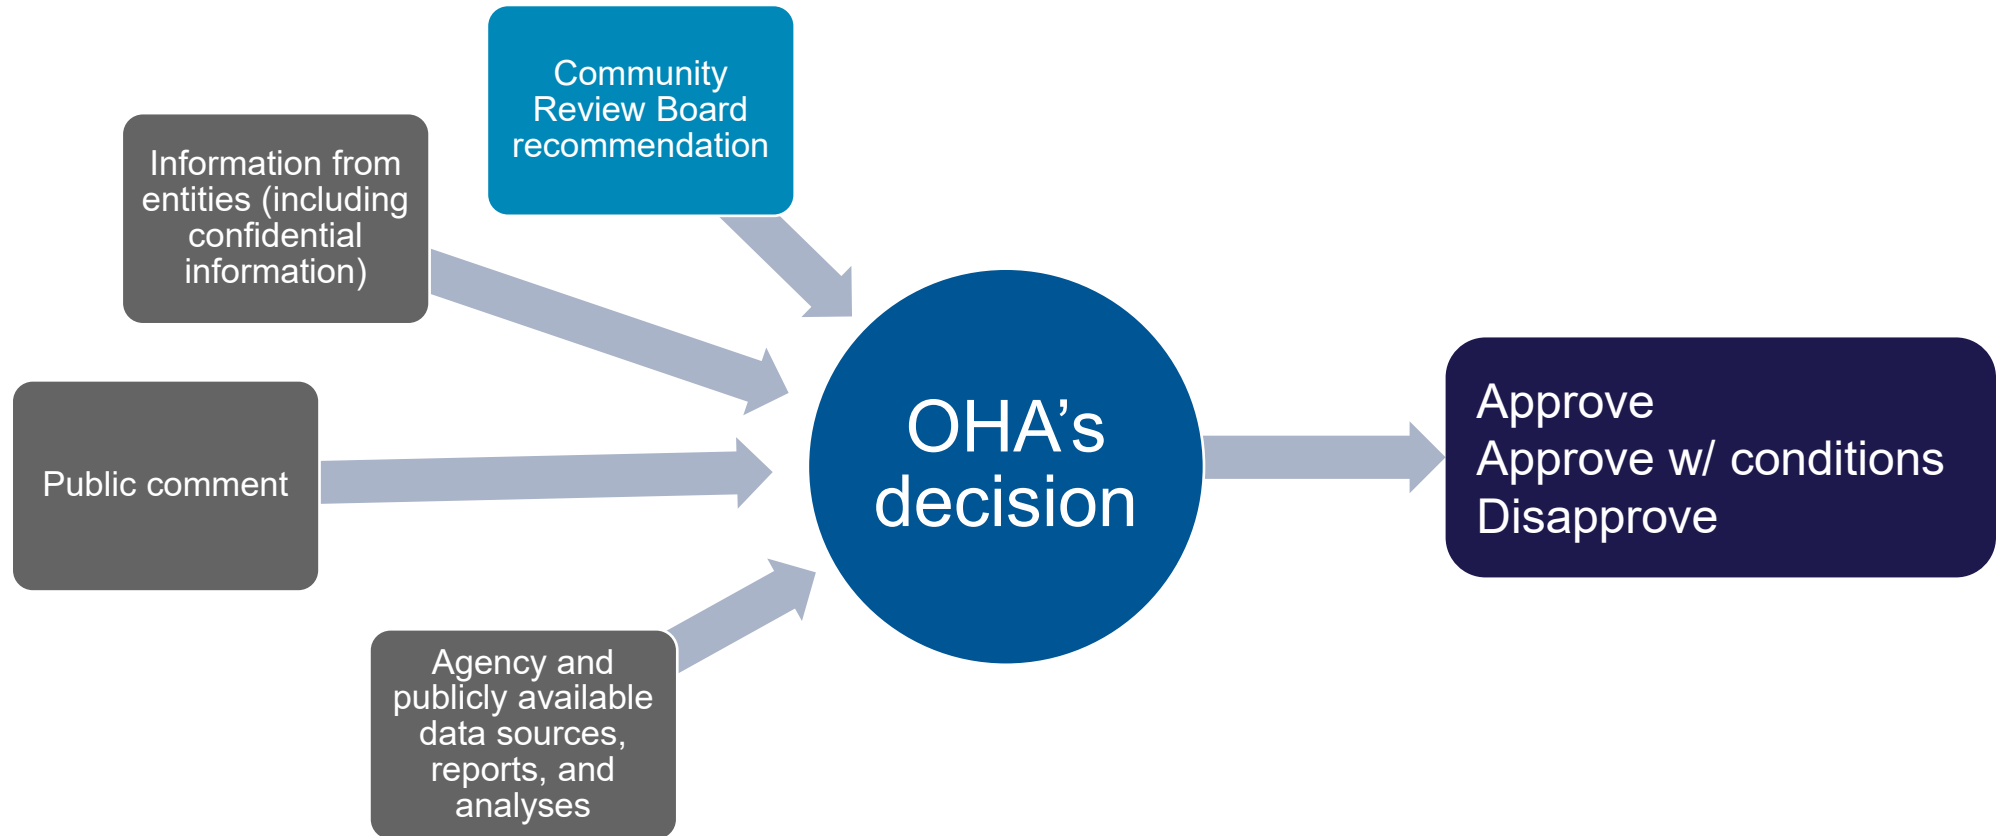 Community
Review Board
recommendation
Information from
entities (including
confidential
information)
Public comment
Agency and
publicly available
data sources,
reports, and
analyses
OHA’s
decision
Approve
Approve w/ conditions
Disapprove